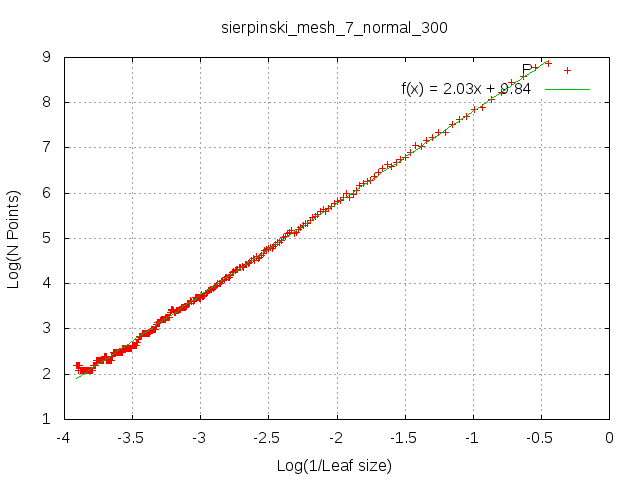 sierpinski_mesh_7_normal_300
9
8
7
6
5
4
3
2
1
Log(N Points)
P
f(x) = 2.03x + 9.84
-4 -3.5 -3 -2.5 -2 -1.5 -1 -0.5 0
Log(1/Leaf size)